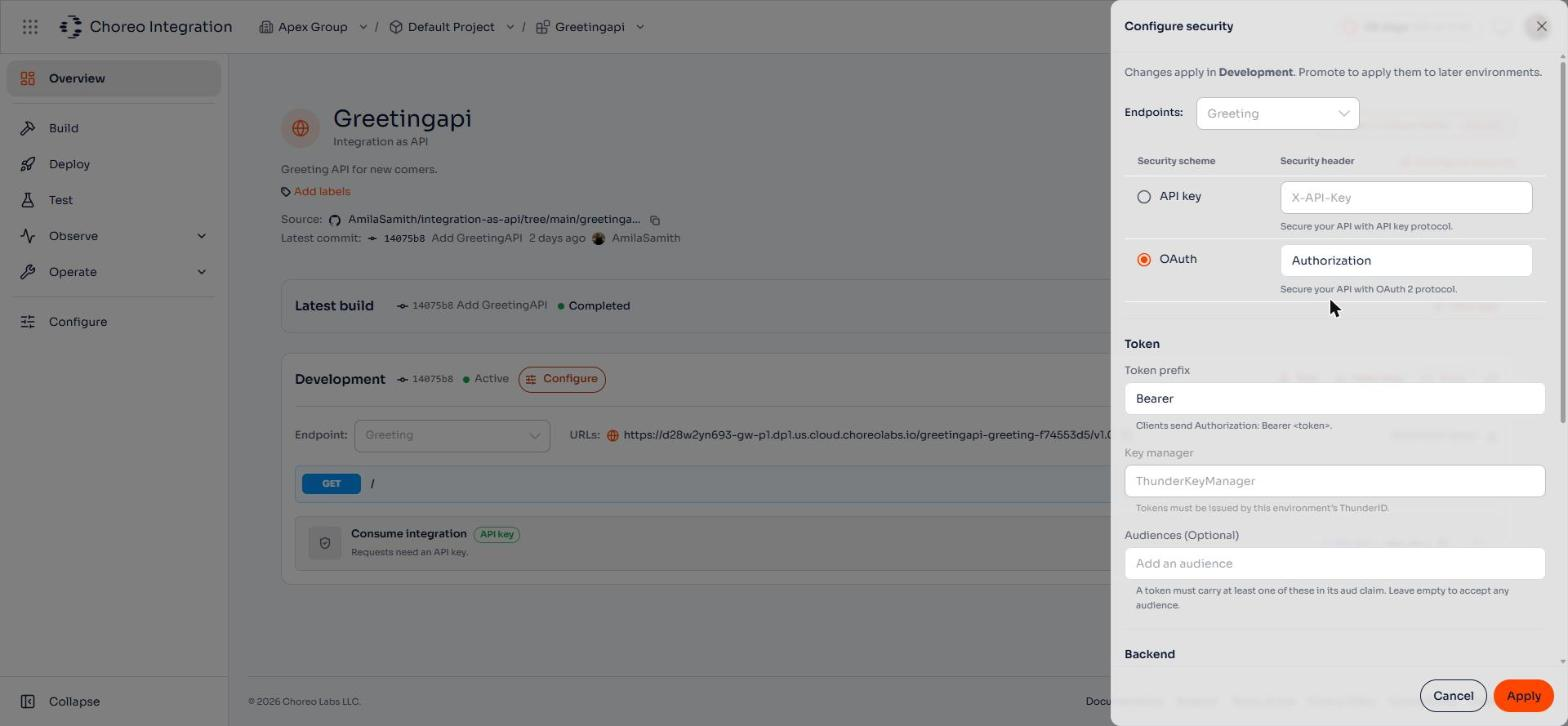 Choreo Integration
Apex Group / Default Project / Greetingapi
Overview
Build
Deploy
Test
Observe
Operate
Configure
Collapse
Greetingapi
Integration as API
Greeting API for new comers.
Add labels
Source: AmilaSmith/integration-as-api/tree/main/greetinga...
Latest commit: 14075b8 Add GreetingAPI 2 days ago AmilaSmith
Latest build 14075b8 Add GreetingAPI Completed
Development 14075b8 Active Configure
Endpoint: Greeting URLs: https://d28w2yn693-gw-p1.dp1.us.cloud.choreolabs.io/greetingapi-greeting-f74553d5/v1.0
GET /
Consume integration API key
Requests need an API key.
© 2026 Choreo Labs LLC.
Configure security
Changes apply in Development. Promote to apply them to later environments.
Endpoints: Greeting
Security scheme Security header
API key X-API-Key
Secure your API with API key protocol.
OAuth Authorization
Secure your API with OAuth 2 protocol.
Token
Token prefix
Bearer
Clients send Authorization: Bearer <token>.
Key manager
ThunderKeyManager
Tokens must be issued by this environment's ThunderID.
Audiences (Optional)
Add an audience
A token must carry at least one of these in its aud claim. Leave empty to accept any
audience.
Backend
Cancel Apply